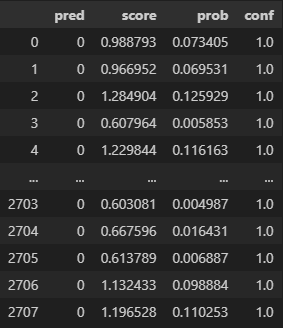 pred score prob conf
0 0 0.988793 0.073405 1.0
1 0 0.966952 0.069531 1.0
2 0 1.284904 0.125929 1.0
3 0 0.607964 0.005853 1.0
4 0 1.229844 0.116163 1.0
... ... ... ... ...
2703 0 0.603081 0.004987 1.0
2704 0 0.667596 0.016431 1.0
2705 0 0.613789 0.006887 1.0
2706 0 1.132433 0.098884 1.0
2707 0 1.196528 0.110253 1.0